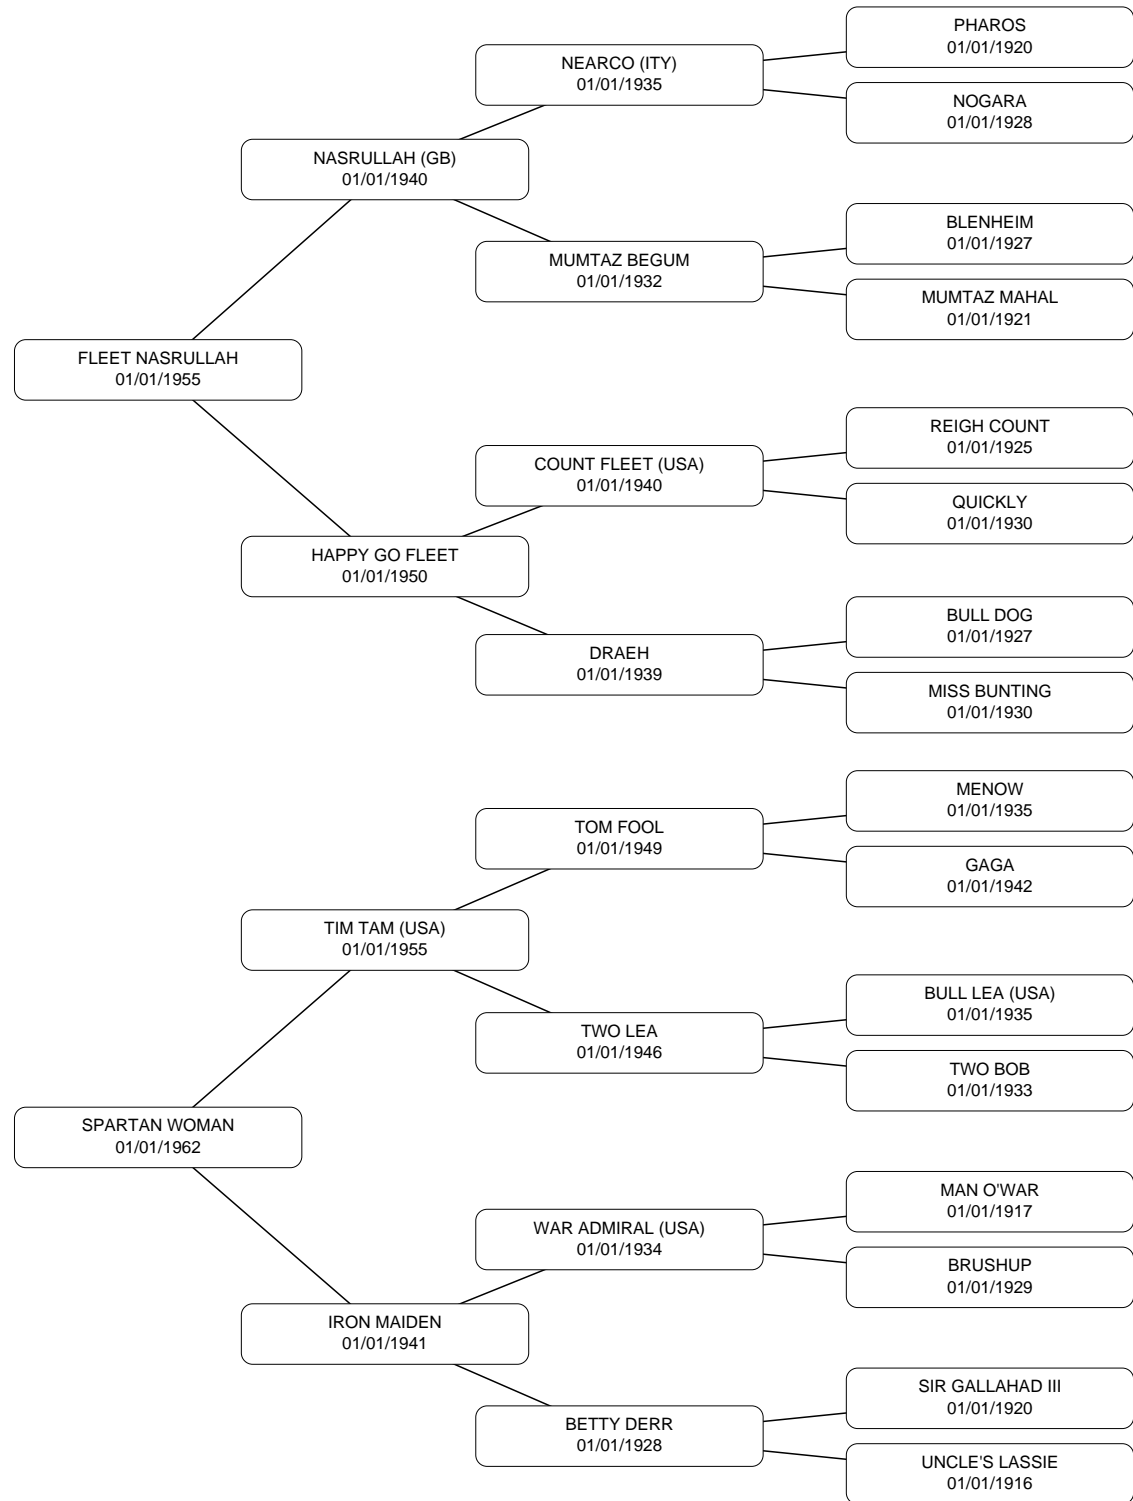 PHAROS
01/01/1920
NEARCO (ITY)
01/01/1935
NOGARA
01/01/1928
NASRULLAH (GB)
01/01/1940
BLENHEIM
01/01/1927
MUMTAZ BEGUM
01/01/1932
MUMTAZ MAHAL
01/01/1921
FLEET NASRULLAH
01/01/1955
REIGH COUNT
01/01/1925
COUNT FLEET (USA)
01/01/1940
QUICKLY
01/01/1930
HAPPY GO FLEET
01/01/1950
BULL DOG
01/01/1927
DRAEH
01/01/1939
MISS BUNTING
01/01/1930
MENOW
01/01/1935
TOM FOOL
01/01/1949
GAGA
01/01/1942
TIM TAM (USA)
01/01/1955
BULL LEA (USA)
01/01/1935
TWO LEA
01/01/1946
TWO BOB
01/01/1933
SPARTAN WOMAN
01/01/1962
MAN O'WAR
01/01/1917
WAR ADMIRAL (USA)
01/01/1934
BRUSHUP
01/01/1929
IRON MAIDEN
01/01/1941
SIR GALLAHAD III
01/01/1920
BETTY DERR
01/01/1928
UNCLE'S LASSIE
01/01/1916